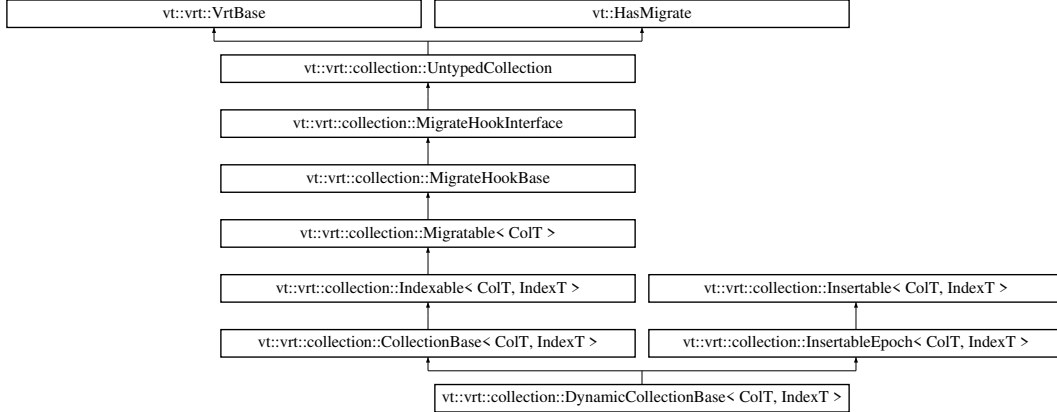 vt::vrt::VrtBase
vt::HasMigrate
vt::vrt::collection::UntypedCollection
vt::vrt::collection::MigrateHookInterface
vt::vrt::collection::MigrateHookBase
vt::vrt::collection::Migratable< ColT >
vt::vrt::collection::Indexable< ColT, IndexT >
vt::vrt::collection::Insertable< ColT, IndexT >
vt::vrt::collection::CollectionBase< ColT, IndexT >
vt::vrt::collection::InsertableEpoch< ColT, IndexT >
vt::vrt::collection::DynamicCollectionBase< ColT, IndexT >